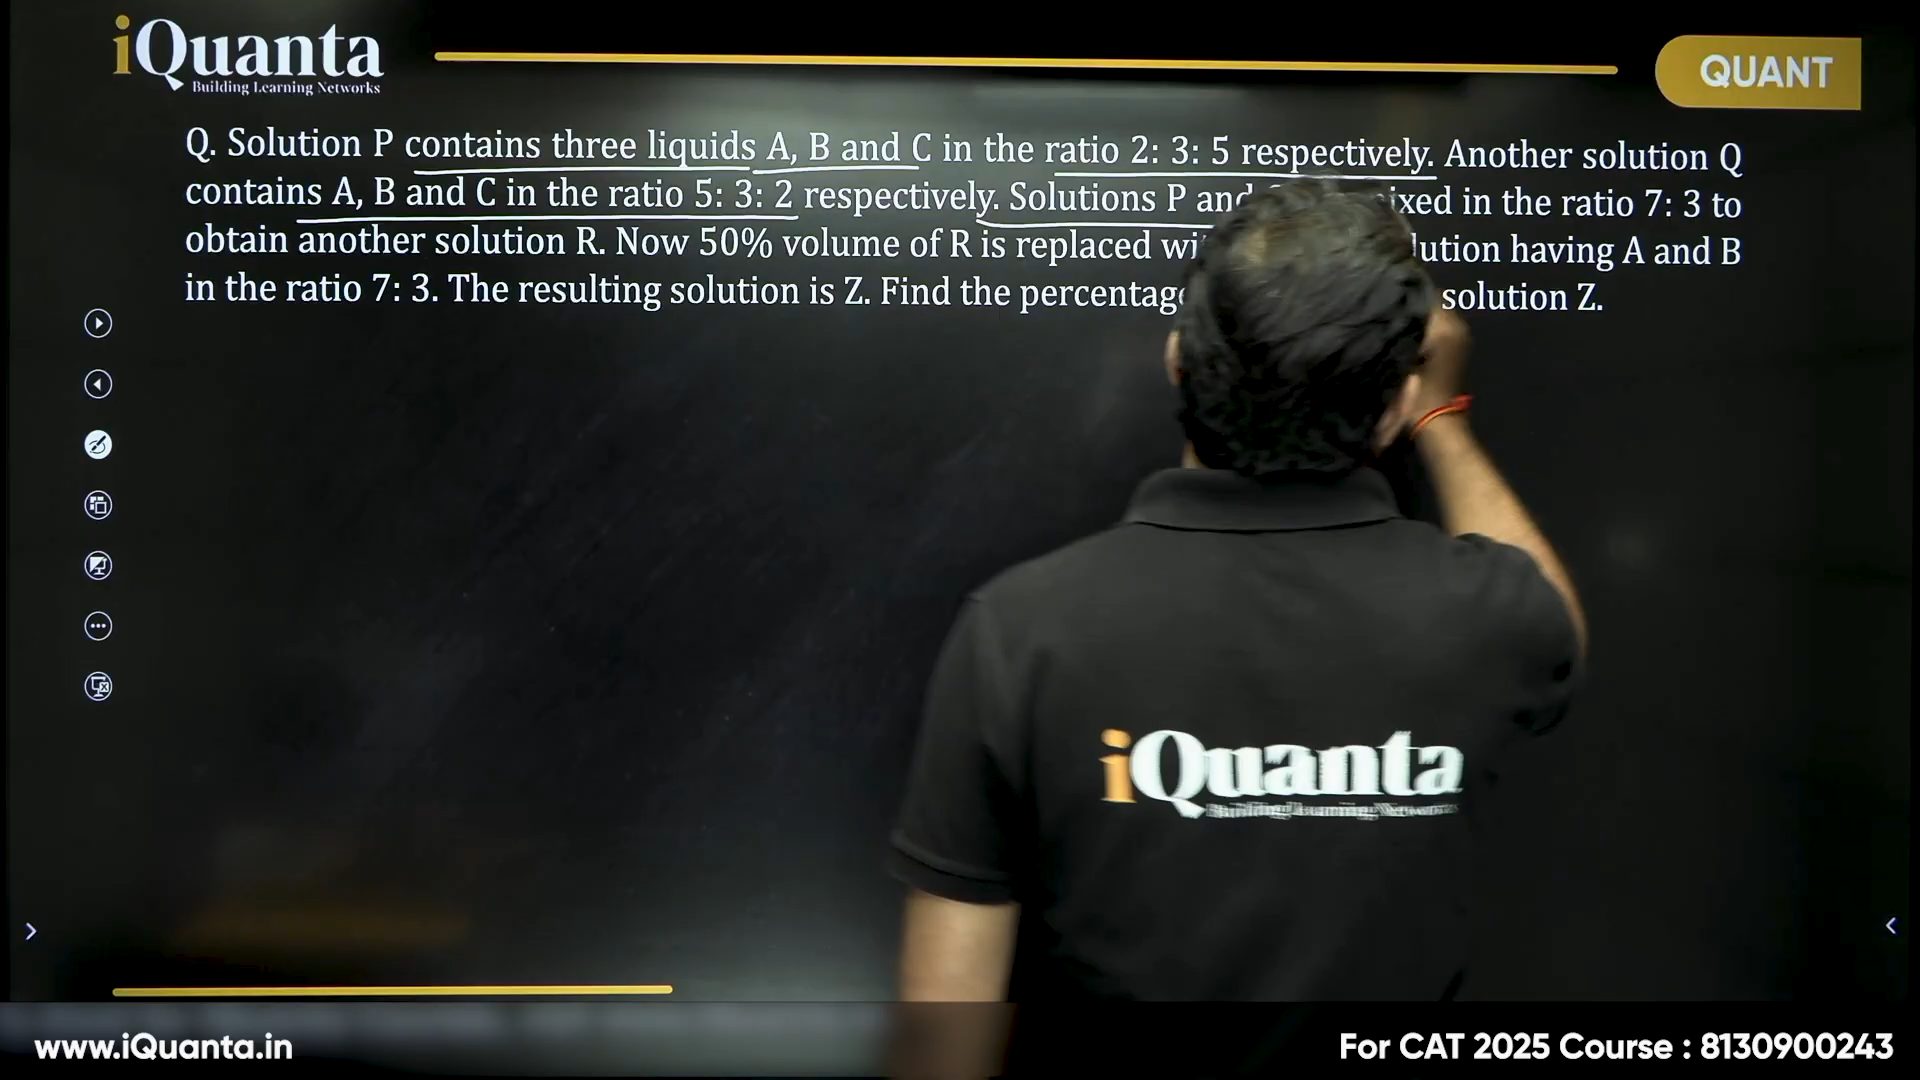 iQuanta
Building Learning Networks
QUANT
Q. Solution P contains three liquids A, B and C in the ratio 2: 3: 5 respectively. Another solution Q
contains A, B and C in the ratio 5: 3: 2 respectively. Solutions P and ixed in the ratio 7: 3 to
obtain another solution R. Now 50% volume of R is replaced wi lution having A and B
in the ratio 7: 3. The resulting solution is Z. Find the percentage solution Z.
iQuanta
Building Learning Networks
www.iQuanta.in
For CAT 2025 Course : 8130900243